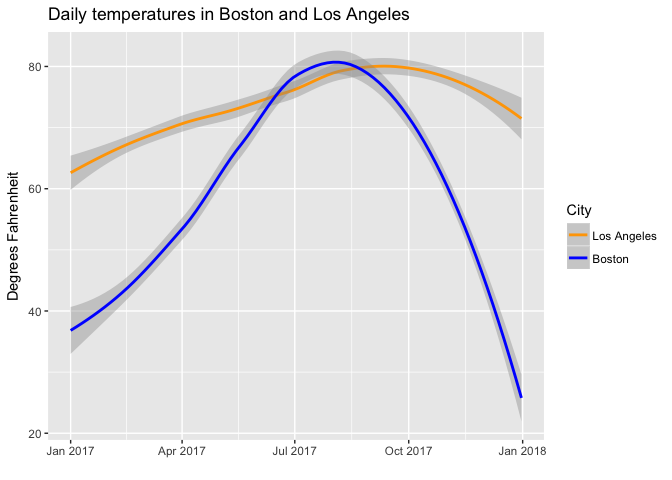 Daily temperatures in Boston and Los Angeles
Degrees Fahrenheit
80
60
40
20
Jan 2017 Apr 2017 Jul 2017 Oct 2017 Jan 2018
City
Los Angeles
Boston